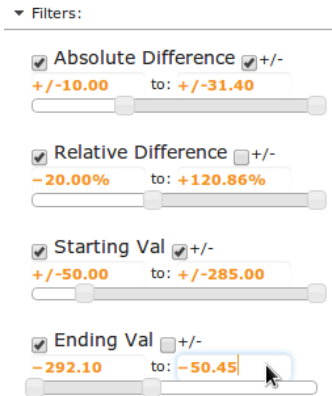 Filters:
Absolute Difference +/-
+/-10.00 to: +/-31.40
Relative Difference +/-
−20.00% to: +120.86%
Starting Val +/-
+/-50.00 to: +/-285.00
Ending Val +/-
−292.10 to: −50.45